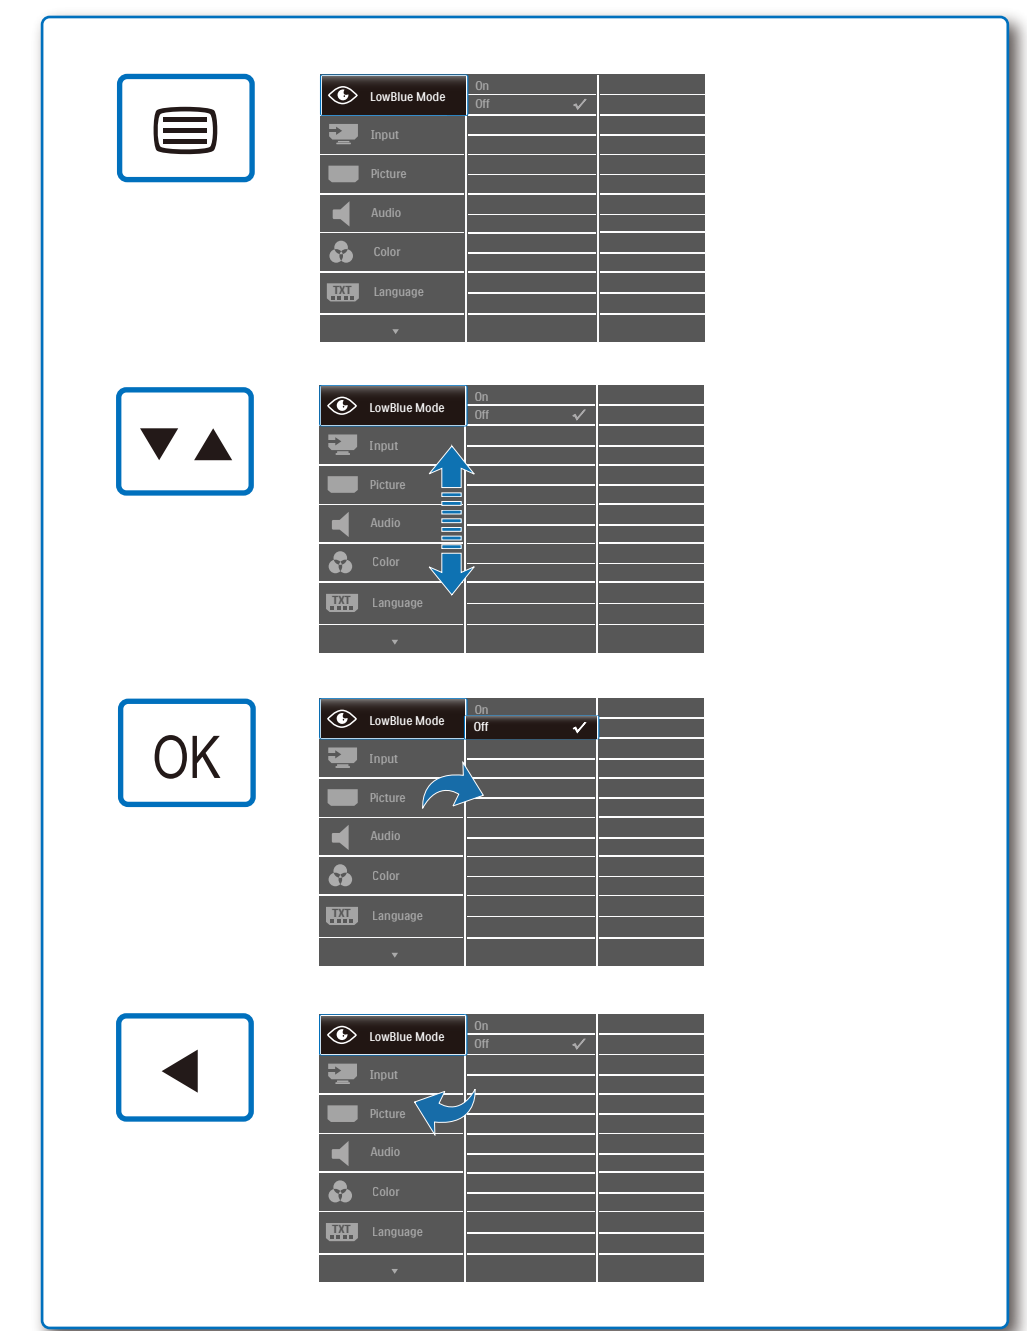 LowBlue Mode
On
Off
Input
Picture
Audio
Color
TXT
Language
LowBlue Mode
On
Off
Input
Picture
Audio
Color
TXT
Language
OK
LowBlue Mode
On
Off
Input
Picture
Audio
Color
TXT
Language
LowBlue Mode
On
Off
Input
Picture
Audio
Color
TXT
Language